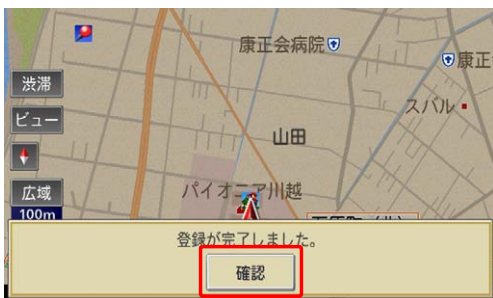 康正会病院
康正
渋滞
スバル
ビュー
山田
広域
パイオニア川越
100m
登録が完了しました。
確認